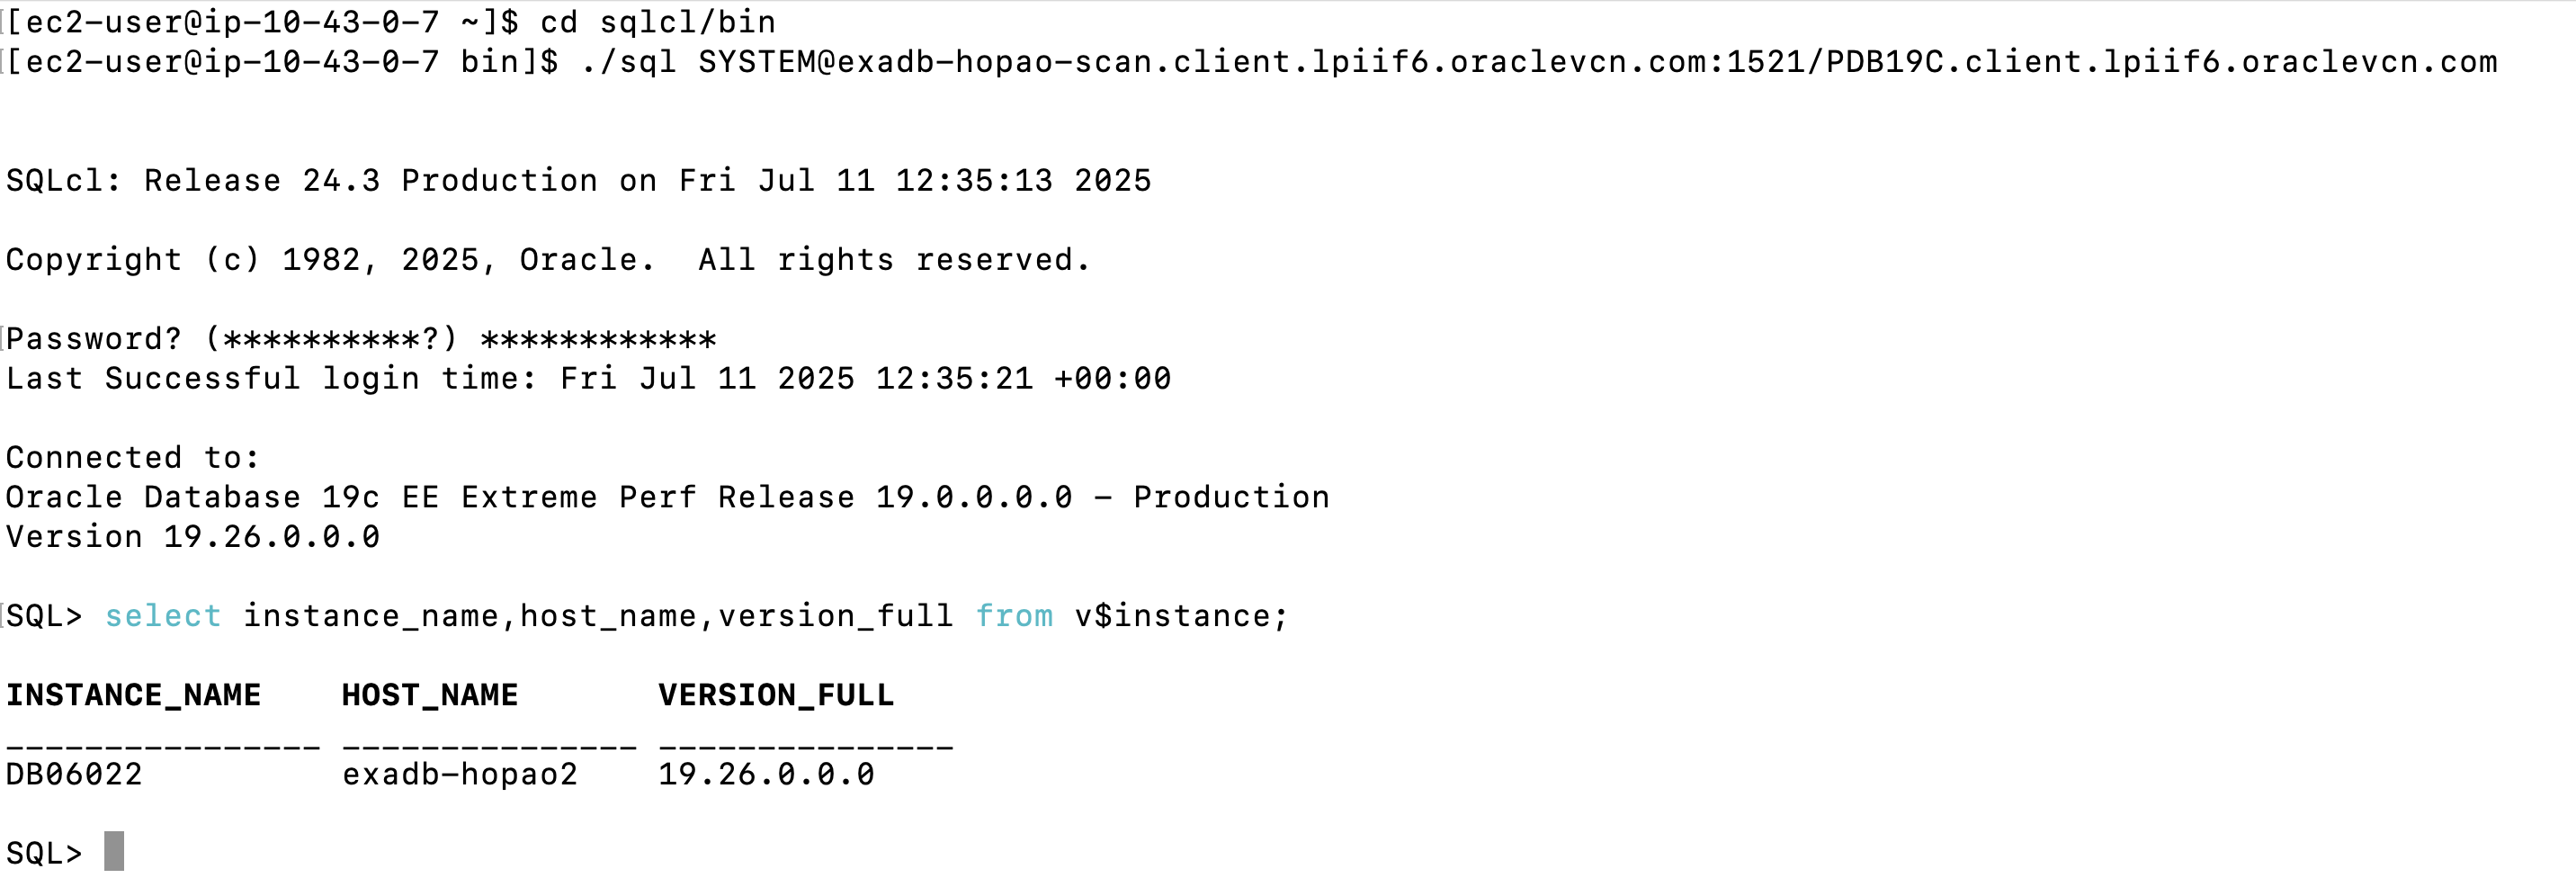 [ec2-user@ip-10-43-0-7 ~]$ cd sqlcl/bin
[ec2-user@ip-10-43-0-7 bin]$ ./sql SYSTEM@exadb-hopao-scan.client.lpiif6.oraclevcn.com:1521/PDB19C.client.lpiif6.oraclevcn.com
SQLcl: Release 24.3 Production on Fri Jul 11 12:35:13 2025
Copyright (c) 1982, 2025, Oracle.  All rights reserved.
Password? (**********?) ************
Last Successful login time: Fri Jul 11 2025 12:35:21 +00:00
Connected to:
Oracle Database 19c EE Extreme Perf Release 19.0.0.0.0 - Production
Version 19.26.0.0.0
SQL> select instance_name,host_name,version_full from v$instance;
INSTANCE_NAME    HOST_NAME       VERSION_FULL
________________ _______________ _______________
DB06022          exadb-hopao2    19.26.0.0.0
SQL>